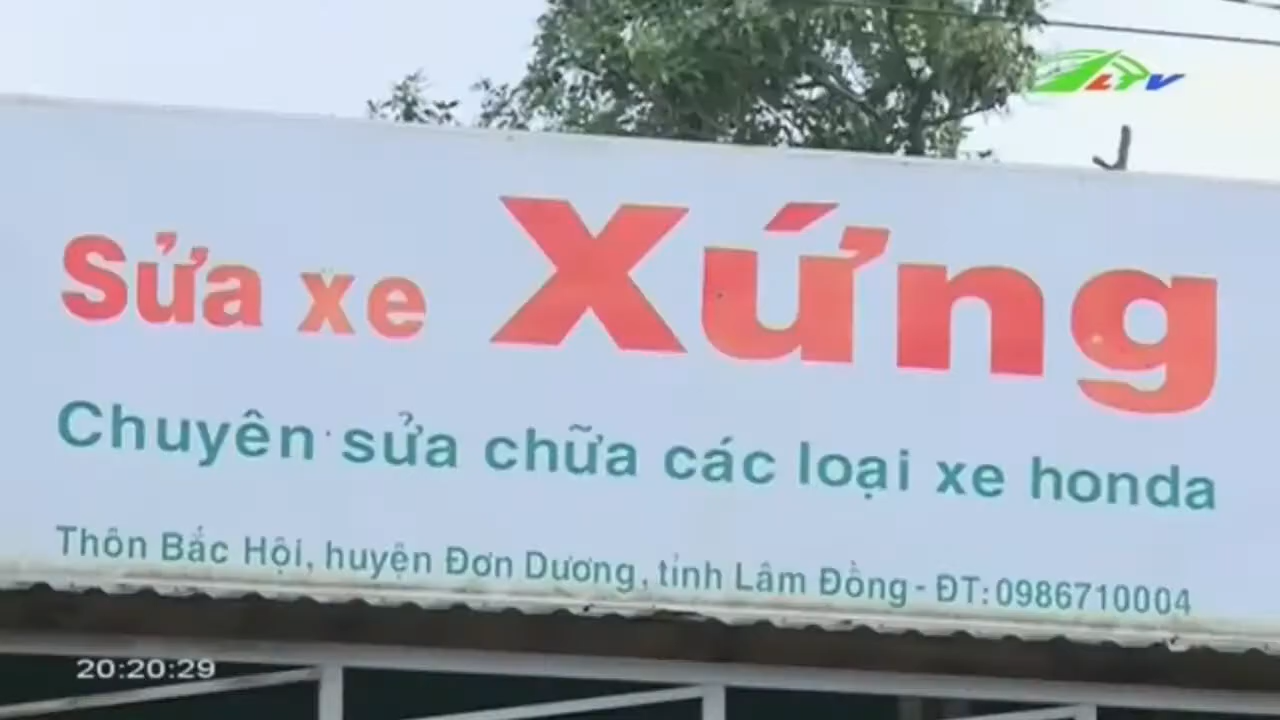 LTV
Sửa xe Xứng
Chuyên sửa chữa các loại xe honda
Thôn Bắc Hội, huyện Đơn Dương, tỉnh Lâm Đồng - ĐT: 0986710004
20:20:29